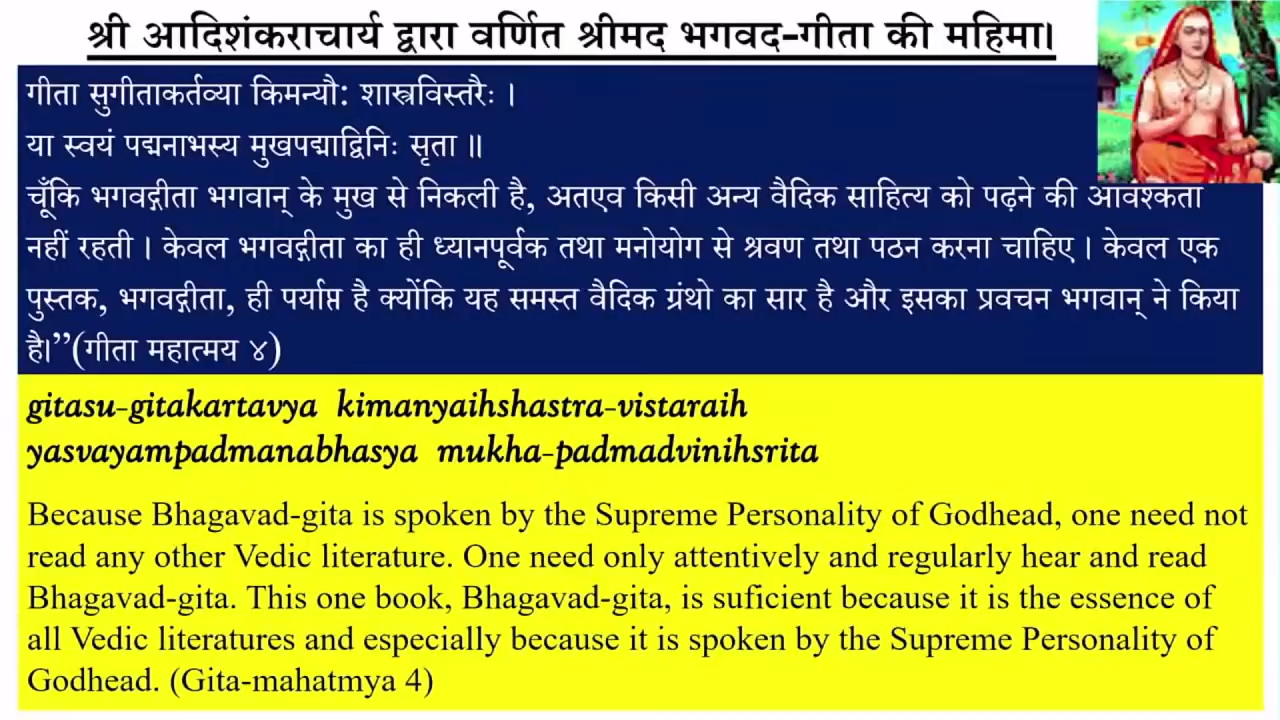 श्री आदिशंकराचार्य द्वारा वर्णित श्रीमद भगवद-गीता की महिमा।
गीता सुगीताकर्तव्या किमन्यौ: शास्त्रविस्तरैः ।
या स्वयं पद्मनाभस्य मुखपद्माद्विनिः सृता ॥
चूँकि भगवद्गीता भगवान् के मुख से निकली है, अतएव किसी अन्य वैदिक साहित्य को पढ़ने की आवश्कता
नहीं रहती । केवल भगवद्गीता का ही ध्यानपूर्वक तथा मनोयोग से श्रवण तथा पठन करना चाहिए । केवल एक
पुस्तक, भगवद्गीता, ही पर्याप्त है क्योंकि यह समस्त वैदिक ग्रंथो का सार है और इसका प्रवचन भगवान् ने किया
है।”(गीता महात्मय ४)
gitasu-gitakartavya kimanyaihshastra-vistaraih
yasvayampadmanabhasya mukha-padmadvinihsrita
Because Bhagavad-gita is spoken by the Supreme Personality of Godhead, one need not
read any other Vedic literature. One need only attentively and regularly hear and read
Bhagavad-gita. This one book, Bhagavad-gita, is suficient because it is the essence of
all Vedic literatures and especially because it is spoken by the Supreme Personality of
Godhead. (Gita-mahatmya 4)